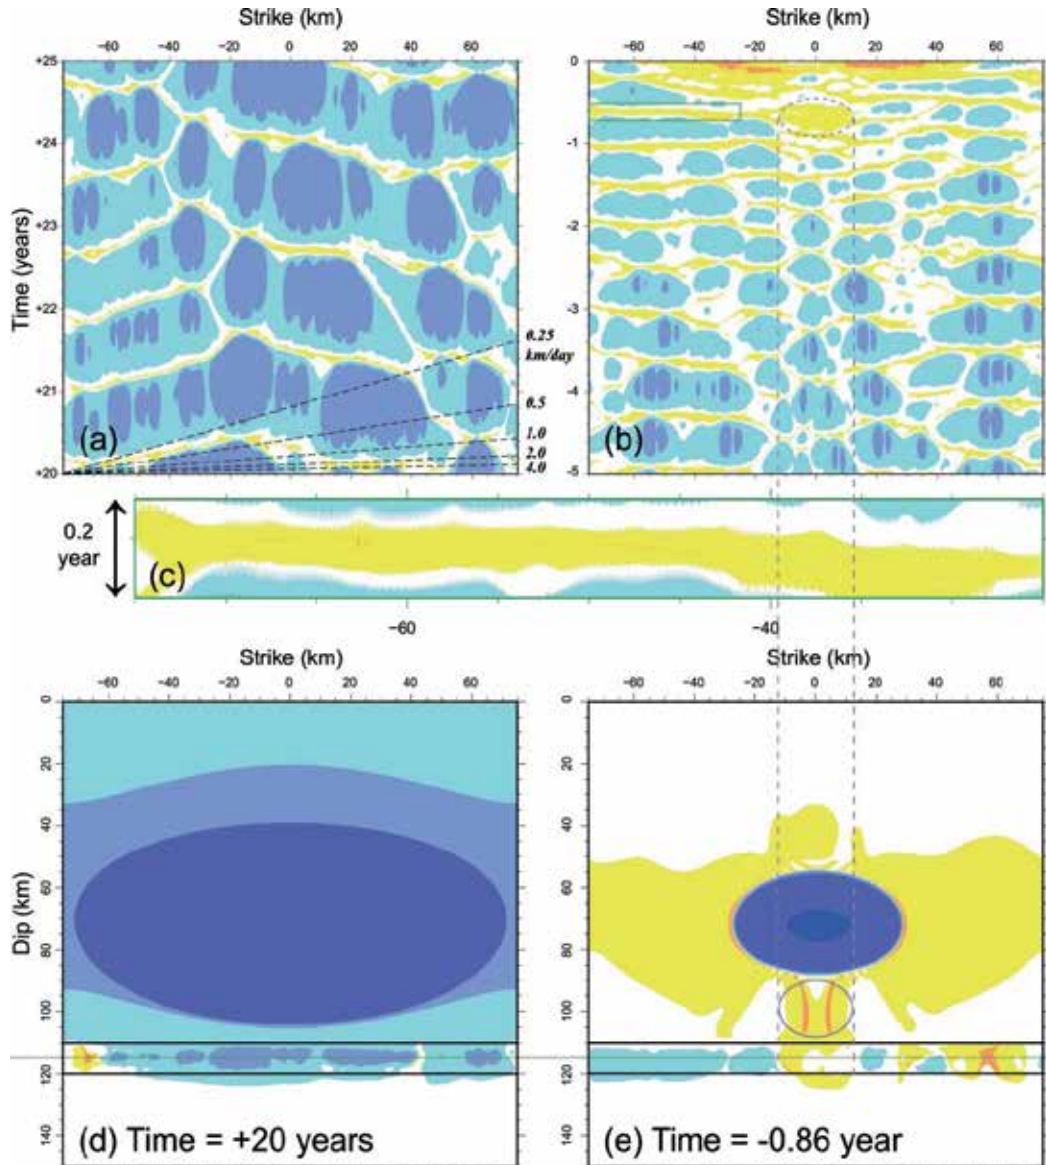 Strike (km) Strike (km)
−60 −40 −20 0 20 40 60 −60 −40 −20 0 20 40 60
+25 0
+24 -1
+23 -2
+22 -3
+21 -4
+20 -5
Time (years)
0.25
km/day
0.5
1.0
2.0
4.0
(a) (b)
0.2
year
(c)
−60 −40
Strike (km) Strike (km)
−60 −40 −20 0 20 40 60 −60 −40 −20 0 20 40 60
0 0
20 20
40 40
60 60
80 80
100 100
120 120
140 140
Dip (km)
(d) Time = +20 years (e) Time = -0.86 year